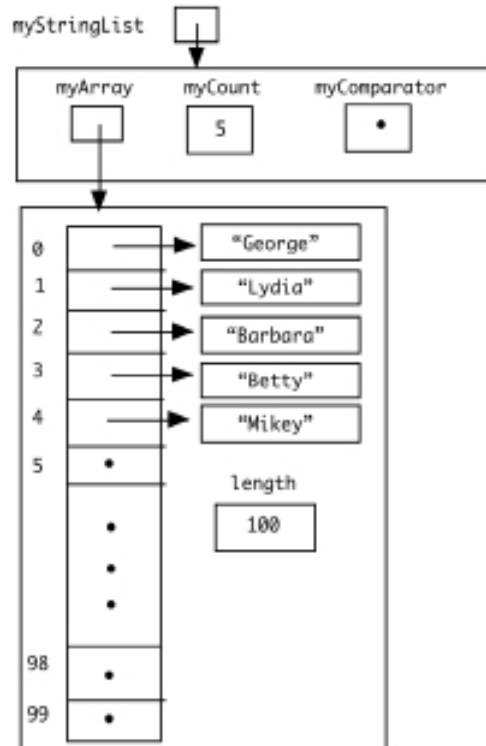 myStringList
myArray myCount myComparator
5
0 "George"
1 "Lydia"
2 "Barbara"
3 "Betty"
4 "Mikey"
5
length
100
98
99